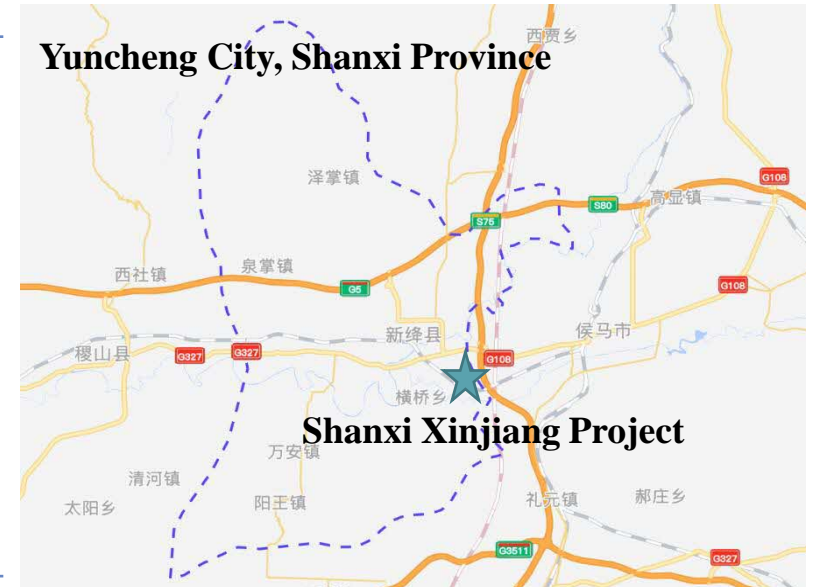 西贾乡
Yuncheng City, Shanxi Province
泽掌镇
G108
S80
高显镇
S75
西社镇
泉掌镇
G5
G108
新绛县
侯马市
稷山县
G327
G327
G108
横桥乡
Shanxi Xinjiang Project
万安镇
清河镇
太阳乡
阳王镇
礼元镇
郝庄乡
G3511
G327